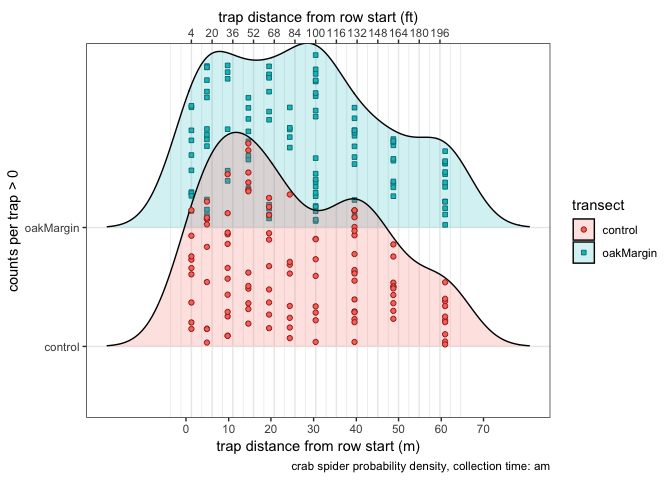 trap distance from row start (ft)
4 20 36 52 68 84 100 116 132 148 164 180 196
counts per trap > 0
oakMargin
control
transect
control
oakMargin
0 10 20 30 40 50 60 70
trap distance from row start (m)
crab spider probability density, collection time: am